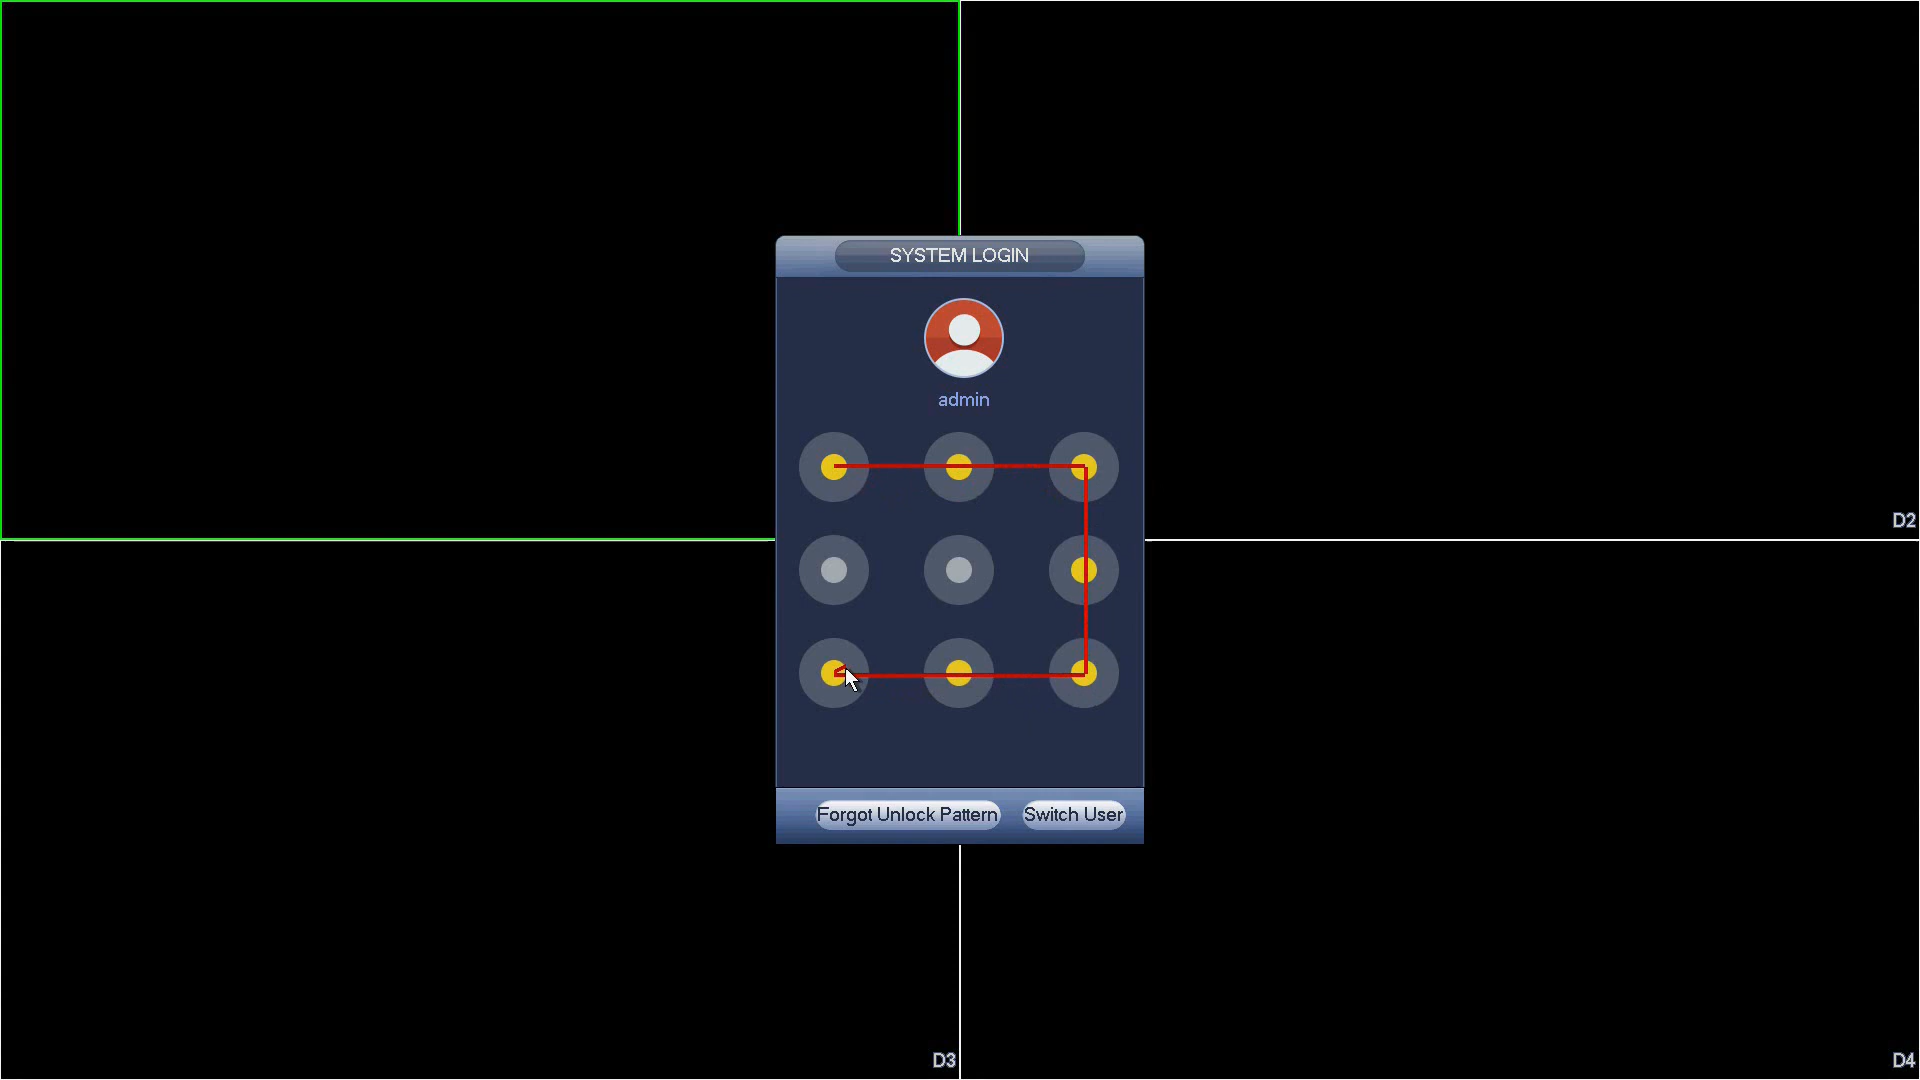 SYSTEM LOGIN
admin
D2
Forgot Unlock Pattern Switch User
D3 D4